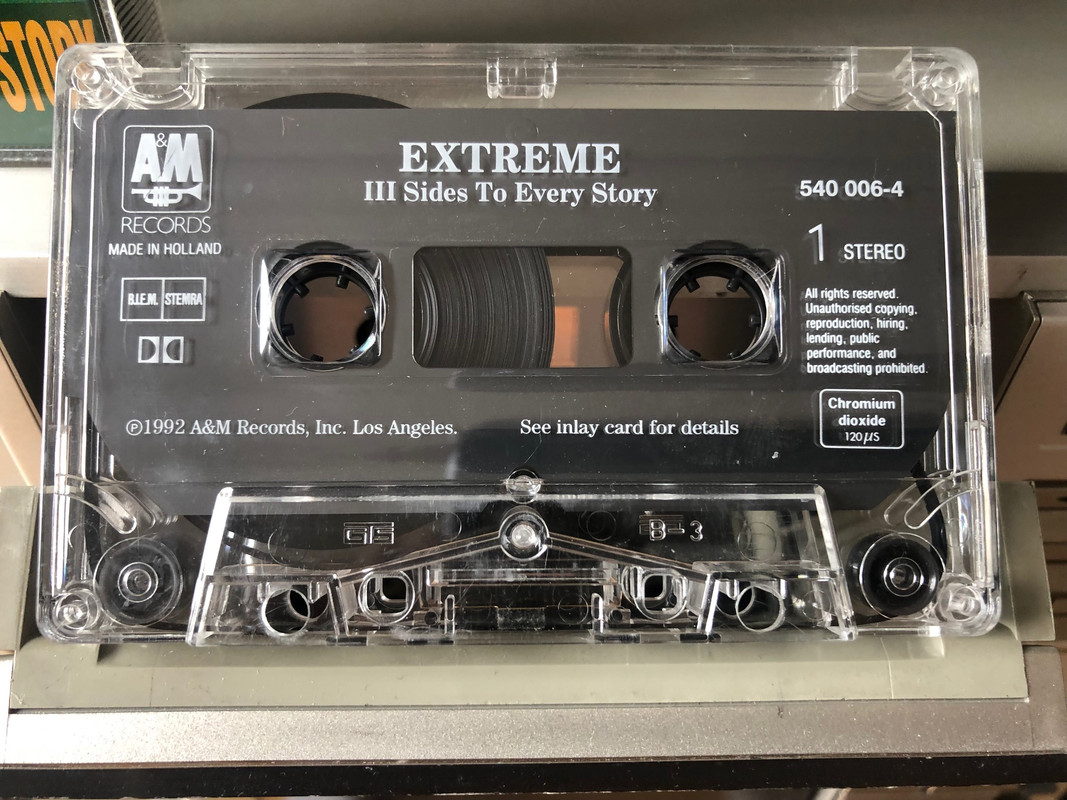 STORY
A&M
RECORDS
MADE IN HOLLAND
B.I.E.M. STEMRA
EXTREME
III Sides To Every Story
540 006-4
1 STEREO
All rights reserved.
Unauthorised copying,
reproduction, hiring,
lending, public
performance, and
broadcasting prohibited.
Chromium
dioxide
120 µS
℗1992 A&M Records, Inc. Los Angeles.
See inlay card for details
B-3